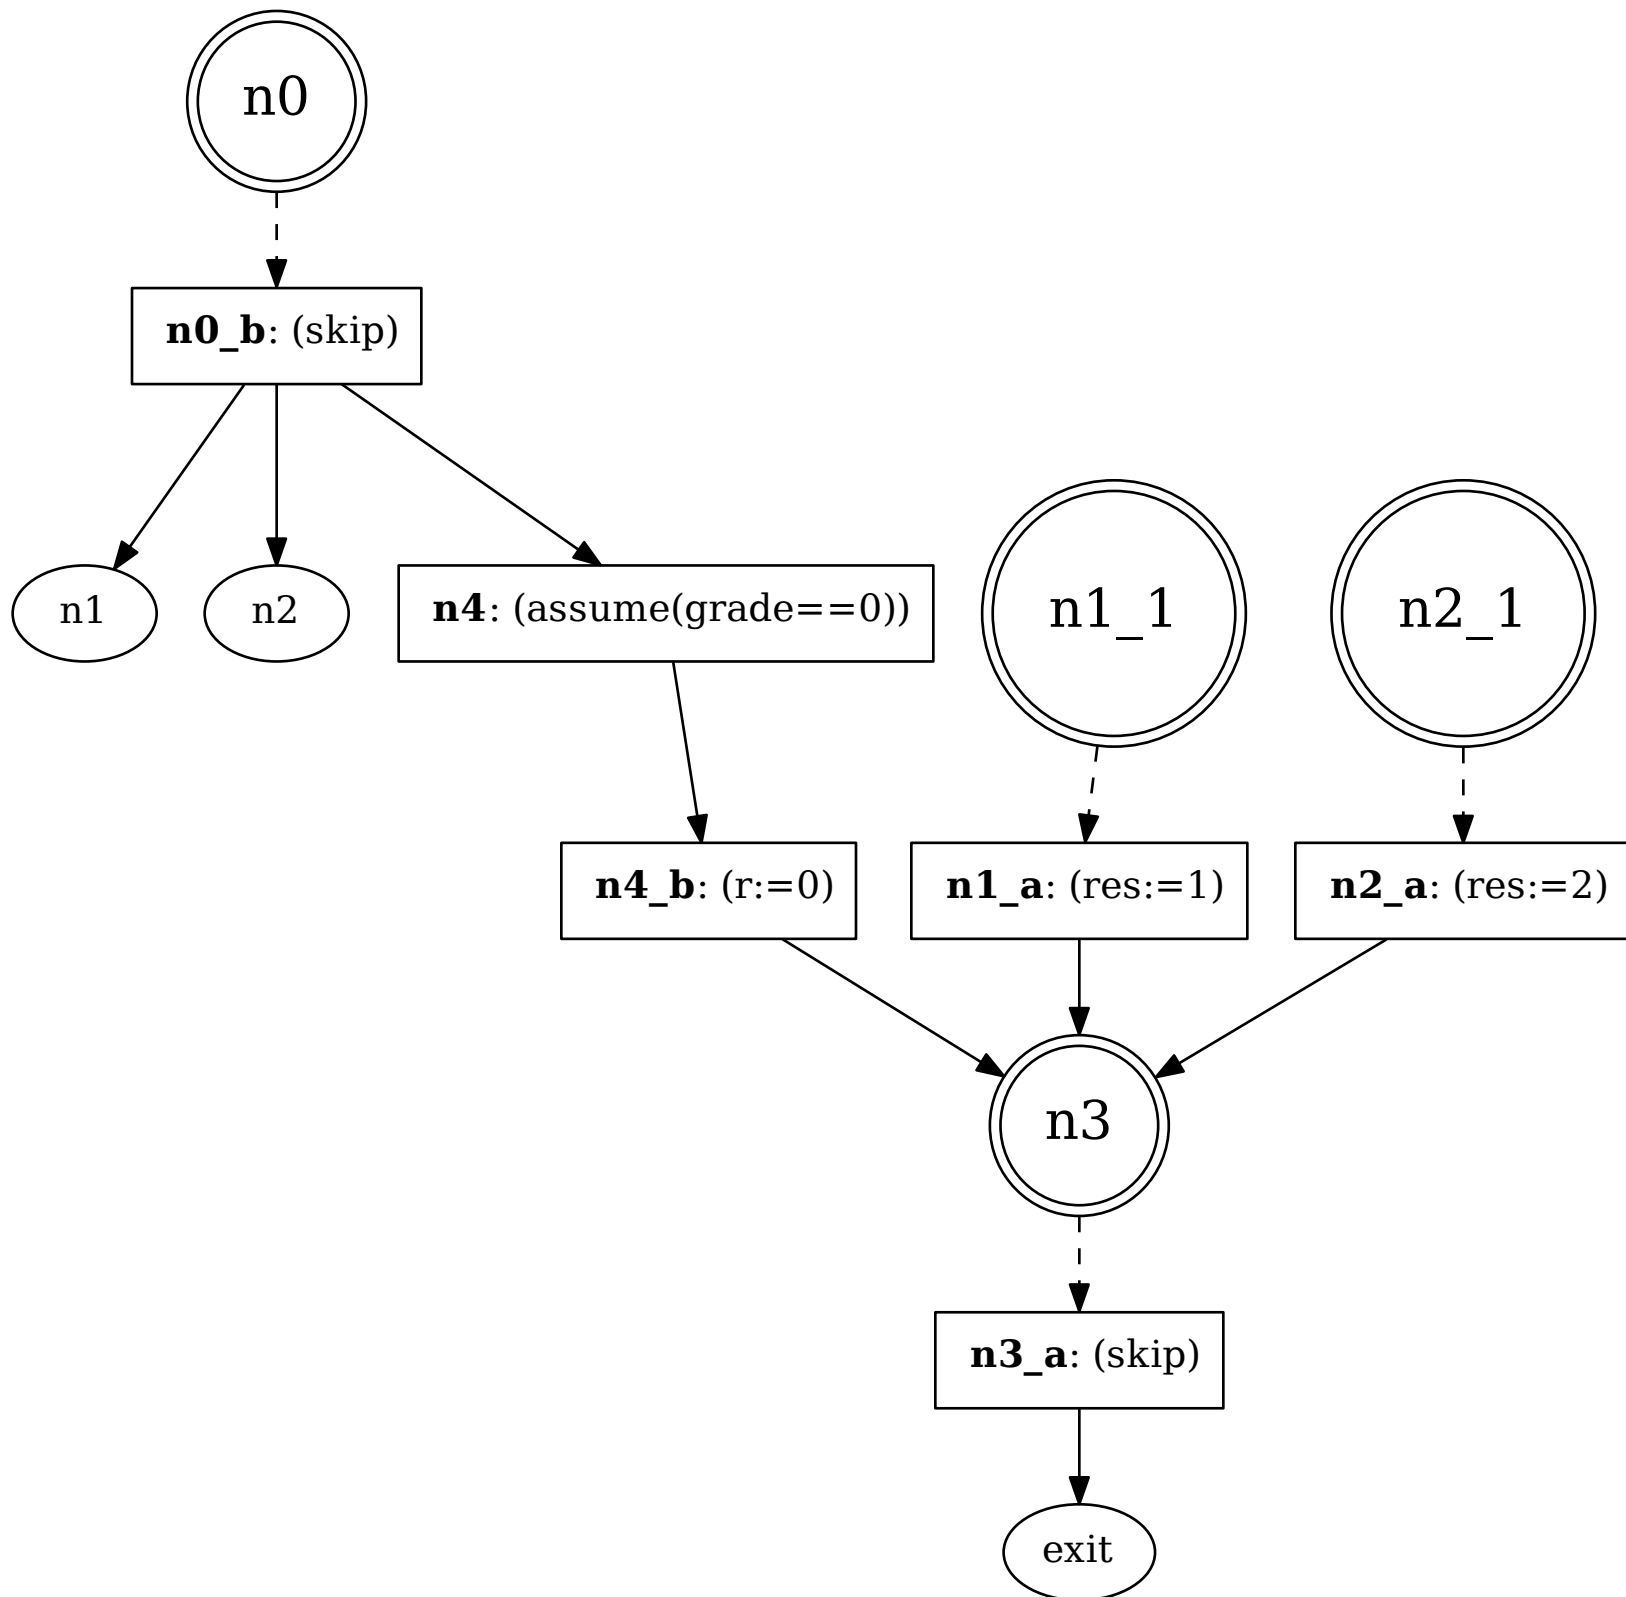 n0
n0_b: (skip)
n1
n2
n4: (assume(grade==0))
n1_1
n2_1
n4_b: (r:=0)
n1_a: (res:=1)
n2_a: (res:=2)
n3
n3_a: (skip)
exit